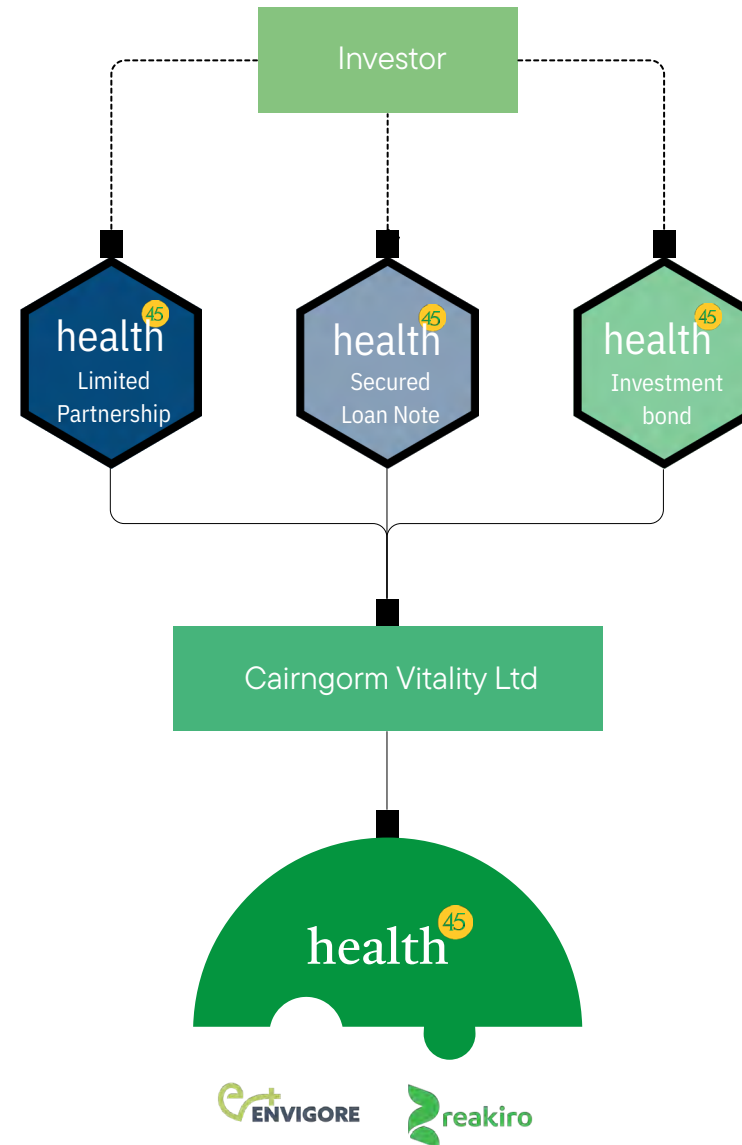 Investor
health 45
Limited
Partnership
health 45
Secured
Loan Note
health 45
Investment
bond
Cairngorm Vitality Ltd
health 45
ENVIGORE
reakiro